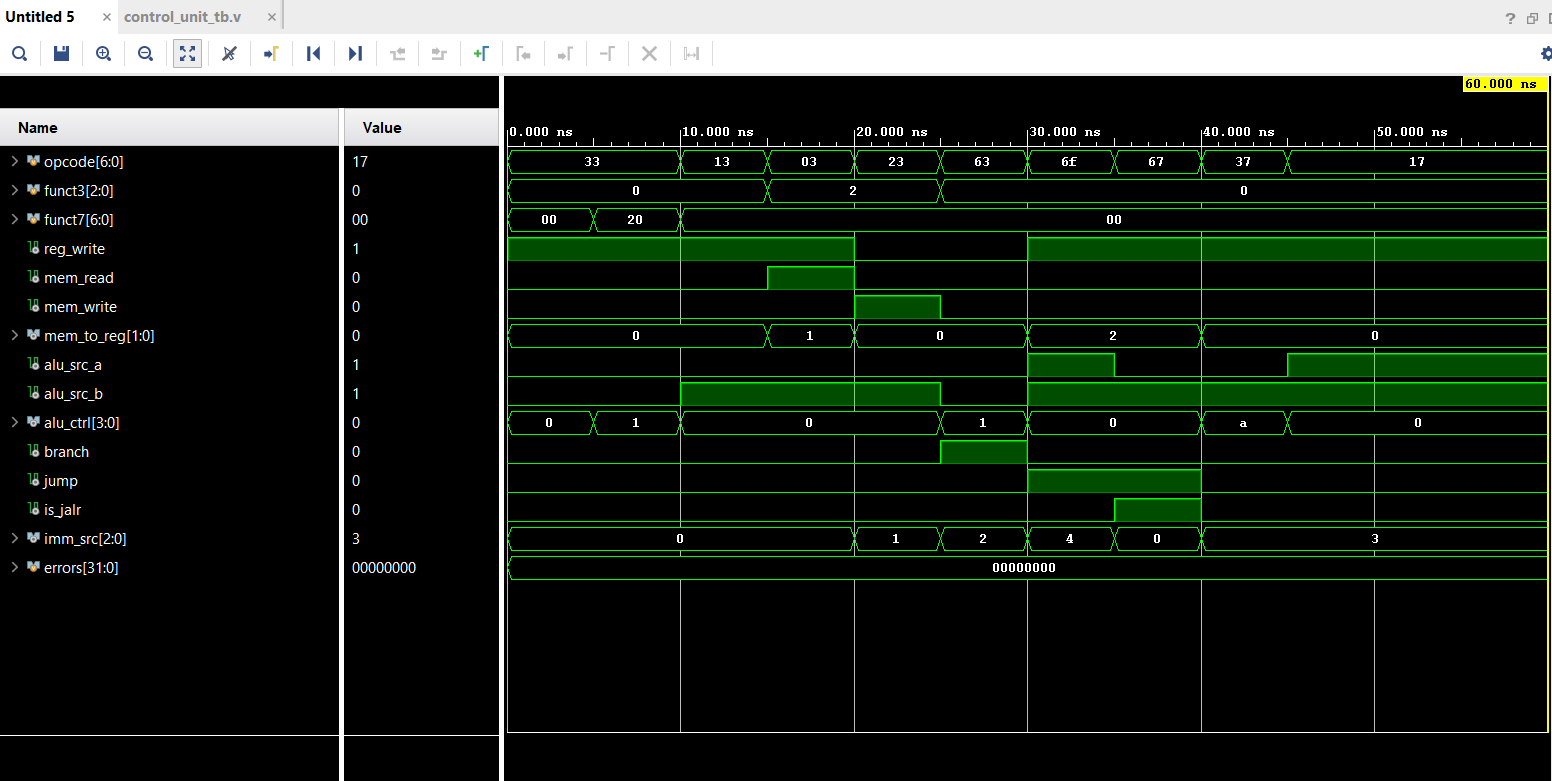 Untitled 5 × control_unit_tb.v ×
?
60.000 ns
Name Value
0.000 ns 10.000 ns 20.000 ns 30.000 ns 40.000 ns 50.000 ns
opcode[6:0] 17 33 13 03 23 63 6f 67 37 17
funct3[2:0] 0 0 2 0
funct7[6:0] 00 00 20 00
reg_write 1
mem_read 0
mem_write 0
mem_to_reg[1:0] 0 0 1 0 2 0
alu_src_a 1
alu_src_b 1
alu_ctrl[3:0] 0 0 1 0 1 0 a 0
branch 0
jump 0
is_jalr 0
imm_src[2:0] 3 0 1 2 4 0 3
errors[31:0] 00000000 00000000